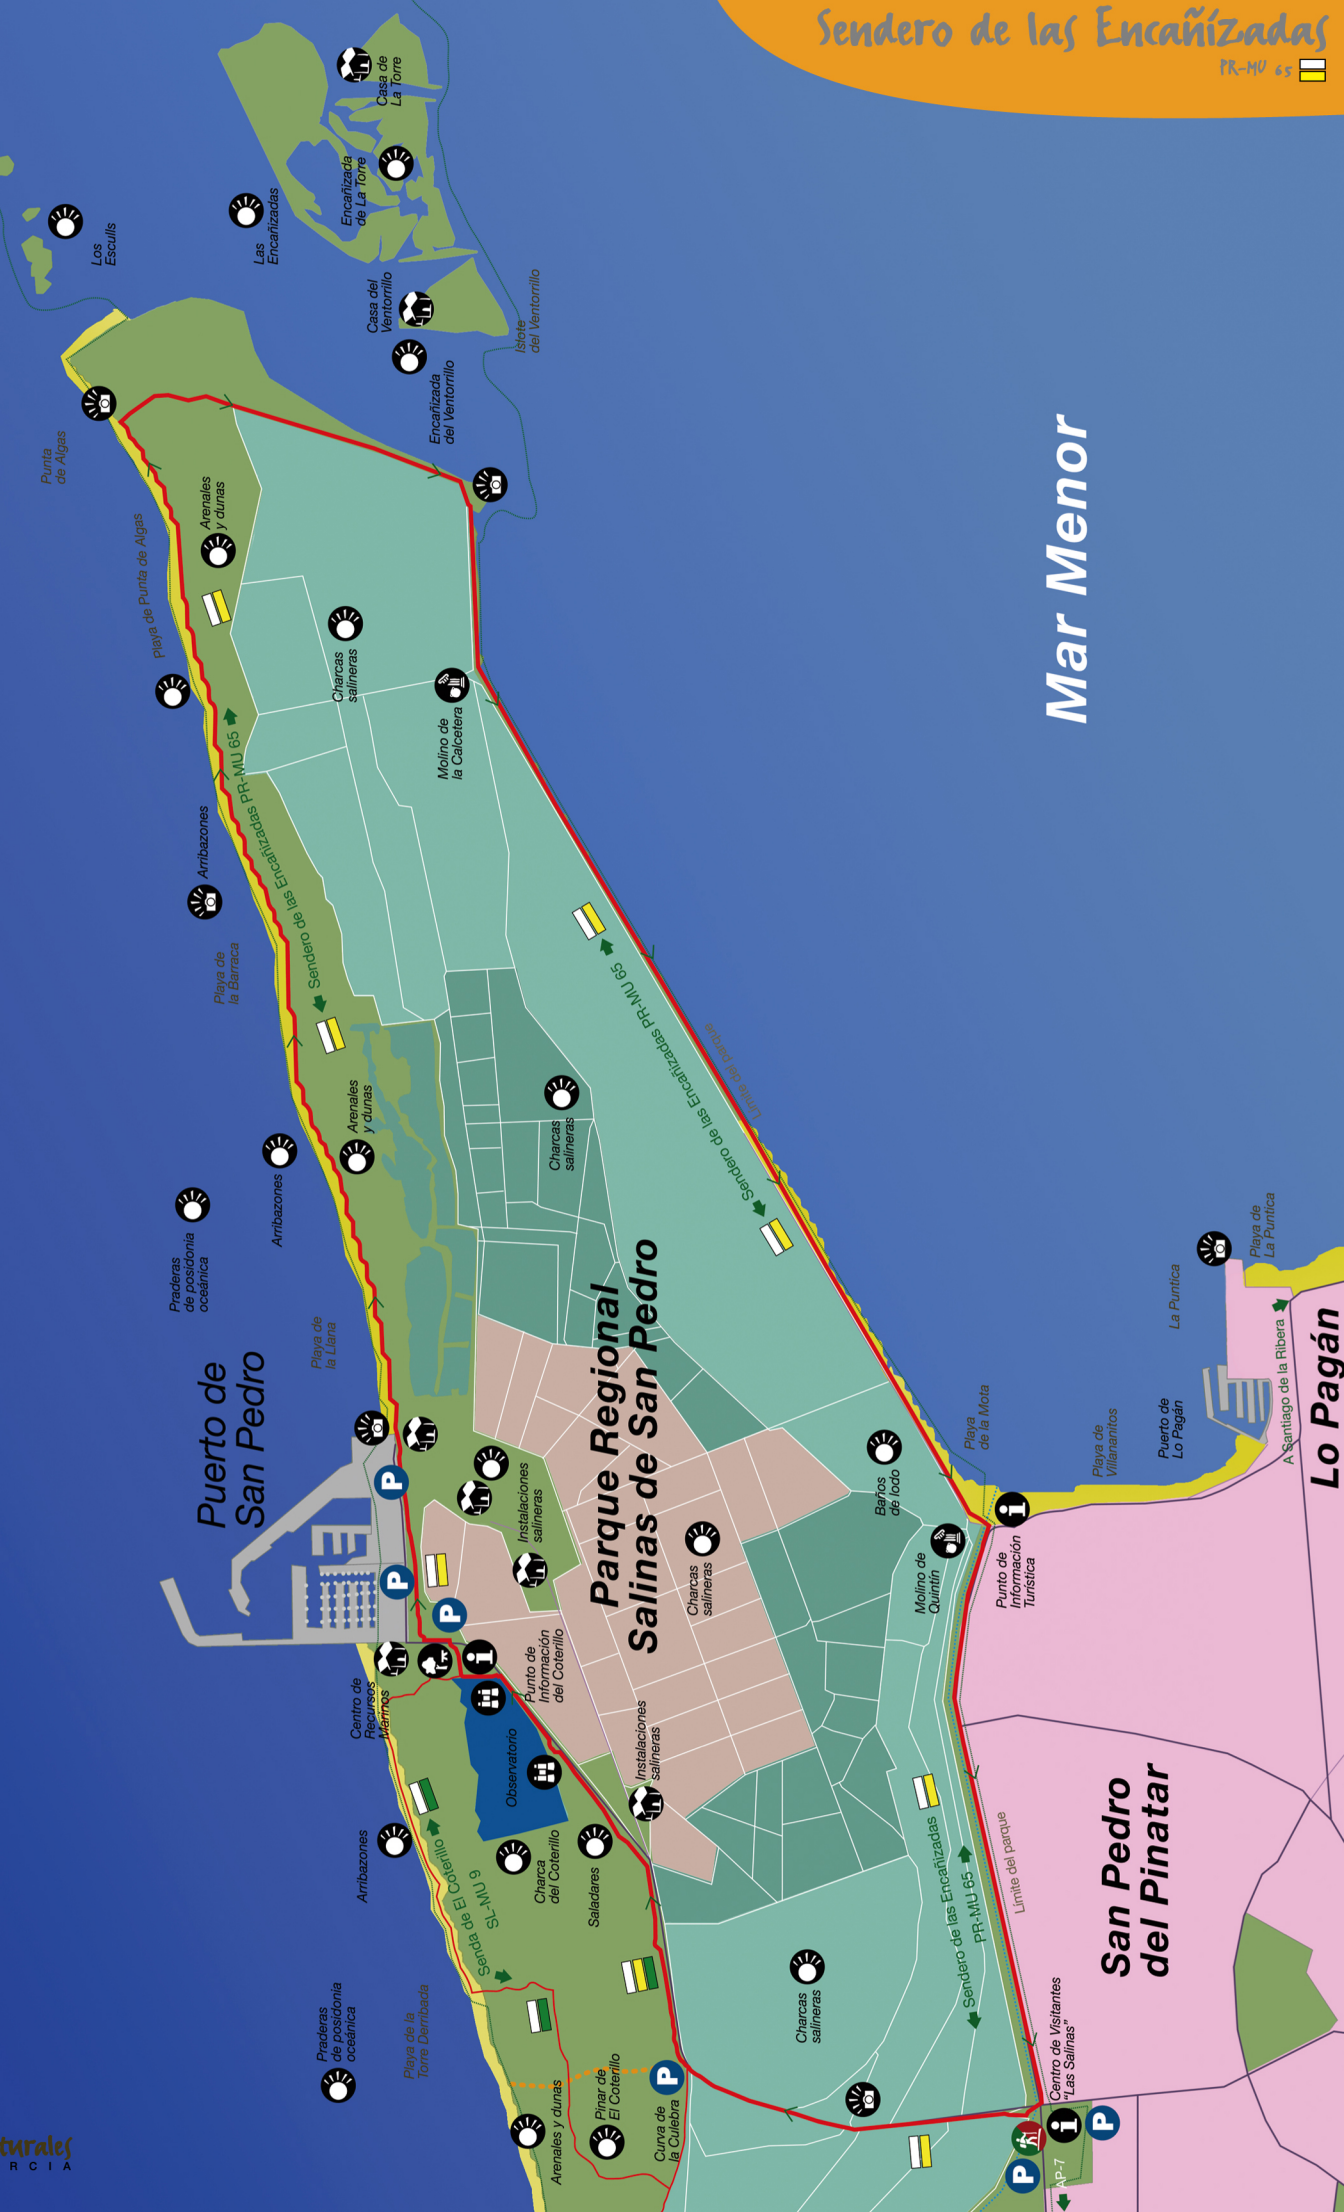 Sendero de las Encañízadas
PR-MU 65
Casa de
La Torre
Encañizada
de La Torre
Las
Encañizadas
Los
Esculls
Casa del
Ventorrillo
Islote
del Ventorrillo
Encañizada
del Ventorrillo
Punta
de Algas
Arenales
y dunas
Playa de Punta de Algas
Charcas
salineras
Molino de
la Calcetera
Mar Menor
Sendero de las Encañizadas PR-MU 65
Arribazones
Playa de
la Barraca
Sendero de las Encañizadas PR-MU 65
Límite del parque
Arenales
y dunas
Charcas
salineras
Arribazones
Praderas
de posidonia
oceánica
Playa de
la Llana
Puerto de
San Pedro
Parque Regional
Salinas de San Pedro
P
P
P
Instalaciones
salineras
Charcas
salineras
Baños
de lodo
Playa
de la Mota
Playa de
Villananitos
Puerto de
Lo Pagán
La Puntica
Playa de
La Puntica
A Santiago de la Ribera
Lo Pagán
Molino de
Quintín
i
Punto de
Información
Turística
Centro de
Recursos
Marinos
i
Punto de
Información
del Coterillo
Observatorio
Instalaciones
salineras
Arribazones
Senda de El Coterillo
SL-MU 9
Charca
del Coterillo
Saladares
Sendero de las Encañizadas
PR-MU 65
Límite del parque
San Pedro
del Pinatar
Praderas
de posidonia
oceánica
Playa de la
Torre Derribada
Charcas
salineras
Arenales y dunas
Pinar de
El Coterillo
P
Curva de
la Culebra
Centro de Visitantes
"Las Salinas"
i
P
P
AP-7
turales
RCIA